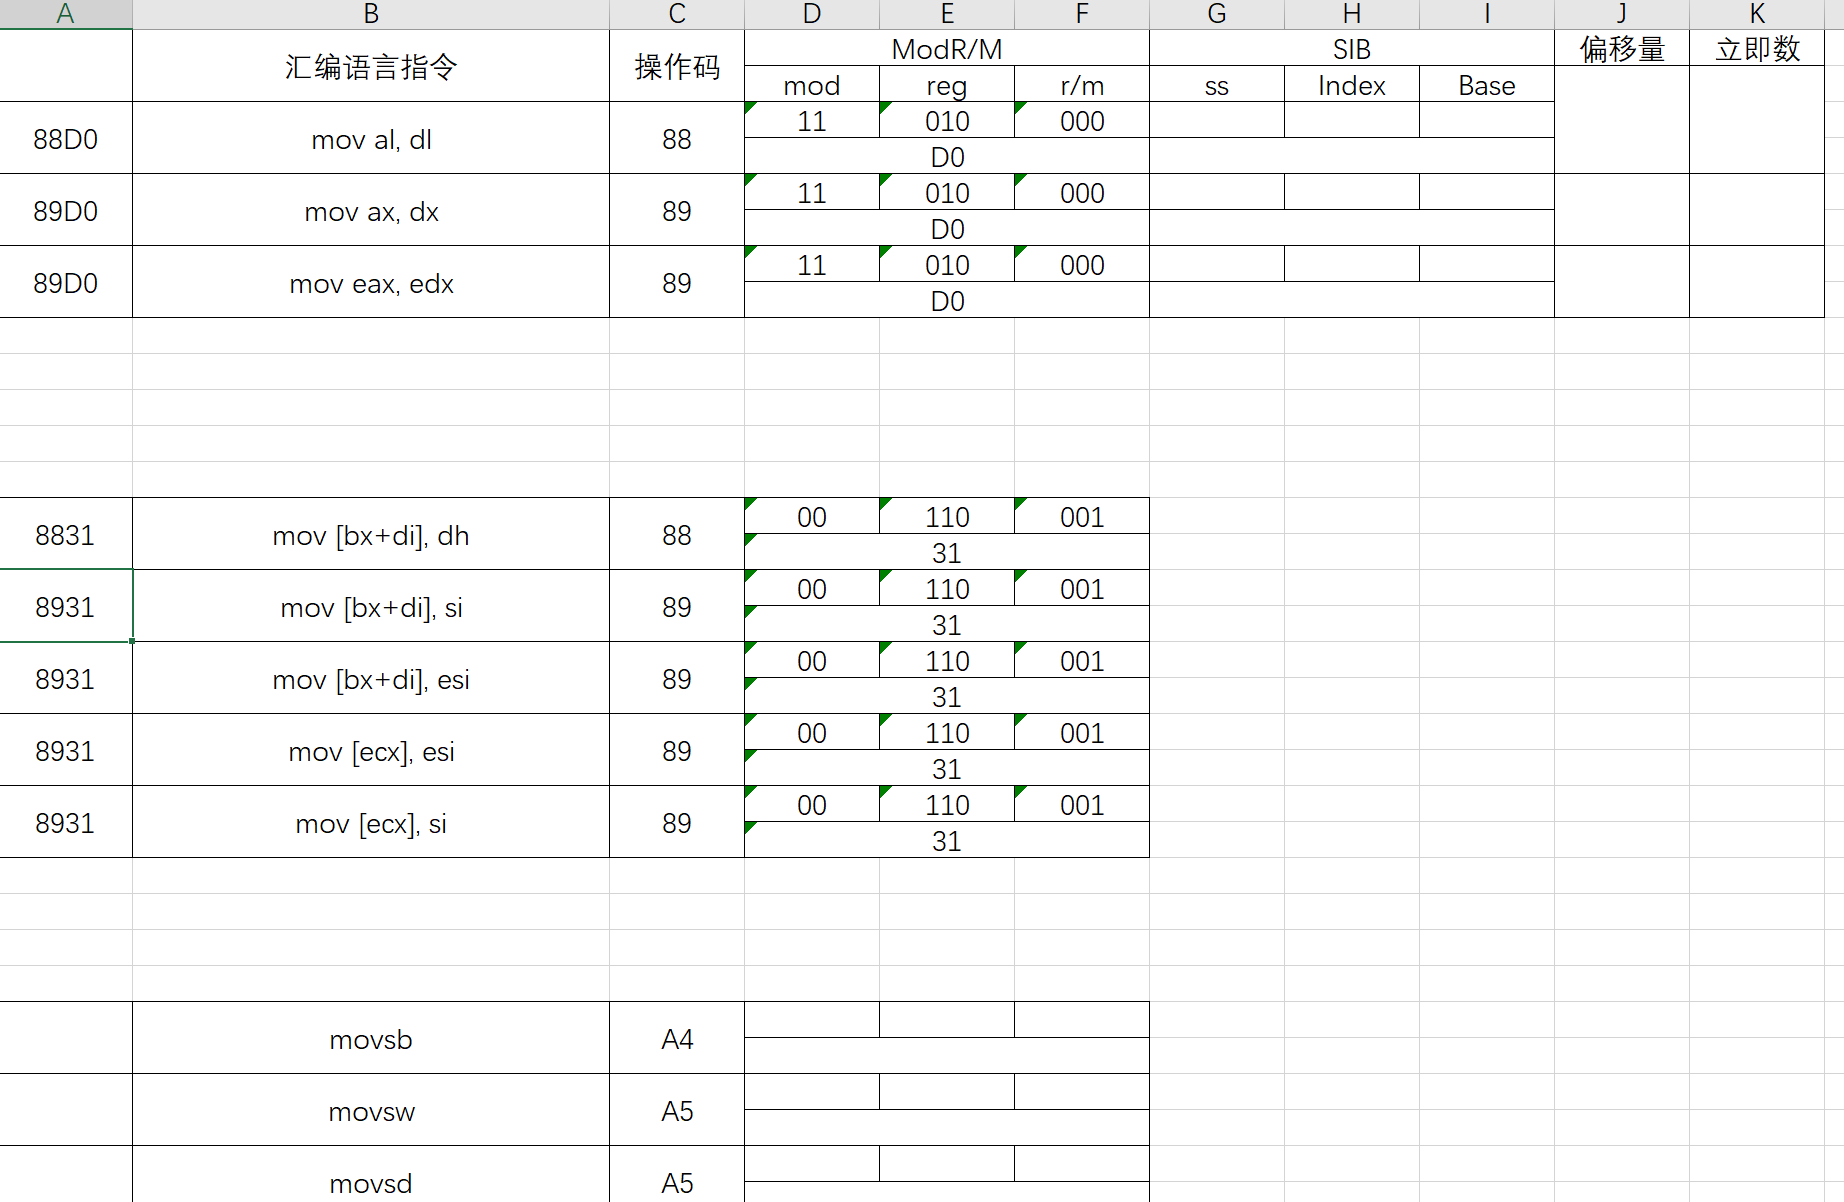 A B C D E F G H I J K
汇编语言指令 操作码 ModR/M SIB 偏移量 立即数
mod reg r/m ss Index Base
88D0 mov al, dl 88 11 010 000
D0
89D0 mov ax, dx 89 11 010 000
D0
89D0 mov eax, edx 89 11 010 000
D0
8831 mov [bx+di], dh 88 00 110 001
31
8931 mov [bx+di], si 89 00 110 001
31
8931 mov [bx+di], esi 89 00 110 001
31
8931 mov [ecx], esi 89 00 110 001
31
8931 mov [ecx], si 89 00 110 001
31
movsb A4
movsw A5
movsd A5